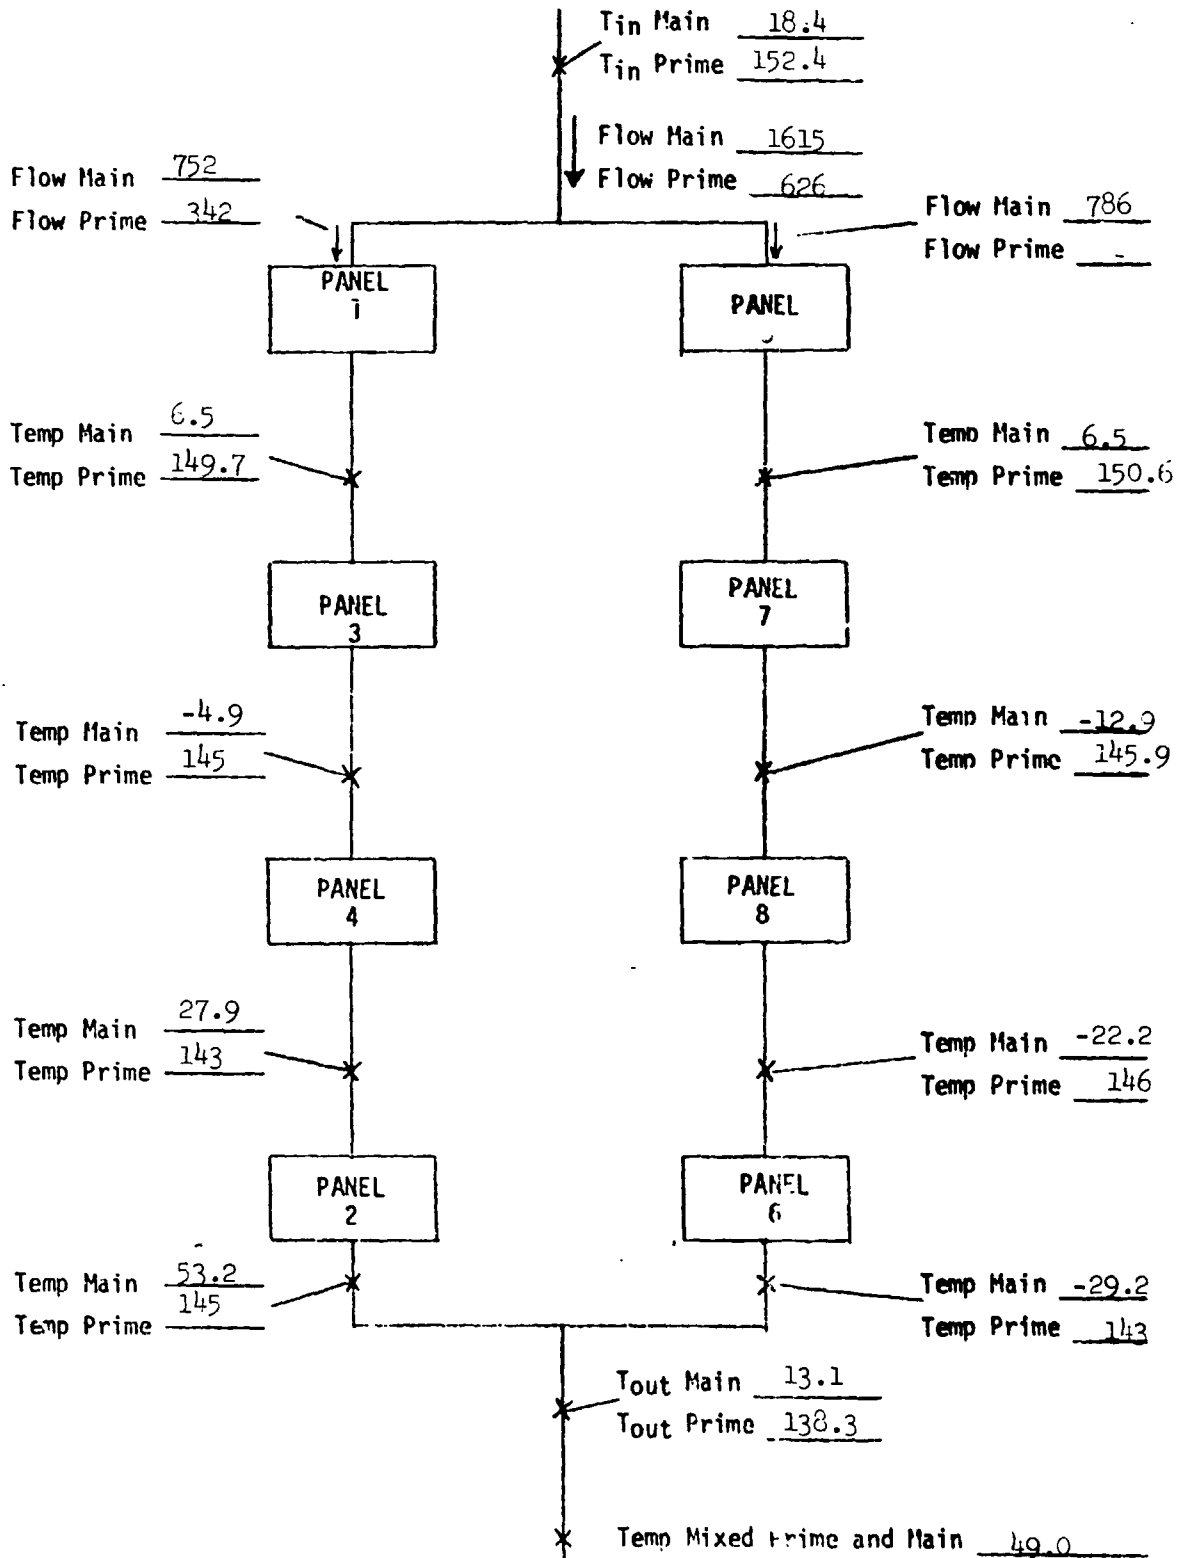 Tin Main 18.4
Tin Prime 152.4
Flow Main 1615
Flow Prime 626
Flow Main 752
Flow Prime 342
Flow Main 786
Flow Prime -
PANEL
1
PANEL
Temp Main 6.5
Temp Prime 149.7
Temp Main 6.5
Temp Prime 150.6
PANEL
3
PANEL
7
Temp Main -4.9
Temp Prime 145
Temp Main -12.9
Temp Prime 145.9
PANEL
4
PANEL
8
Temp Main 27.9
Temp Prime 143
Temp Main -22.2
Temp Prime 146
PANEL
2
PANEL
6
Temp Main 53.2
Temp Prime 145
Temp Main -29.2
Temp Prime 143
Tout Main 13.1
Tout Prime 138.3
Temp Mixed Prime and Main 49.0